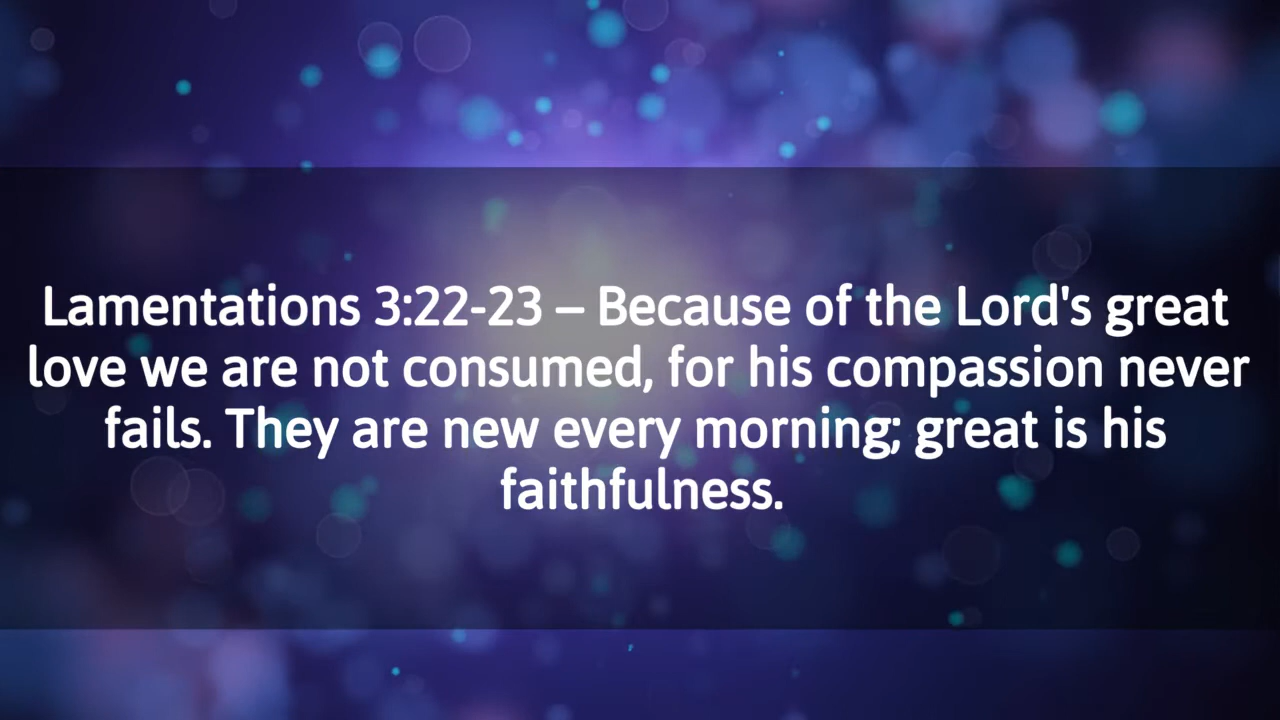 Lamentations 3:22-23 – Because of the Lord's great
love we are not consumed, for his compassion never
fails. They are new every morning; great is his
faithfulness.